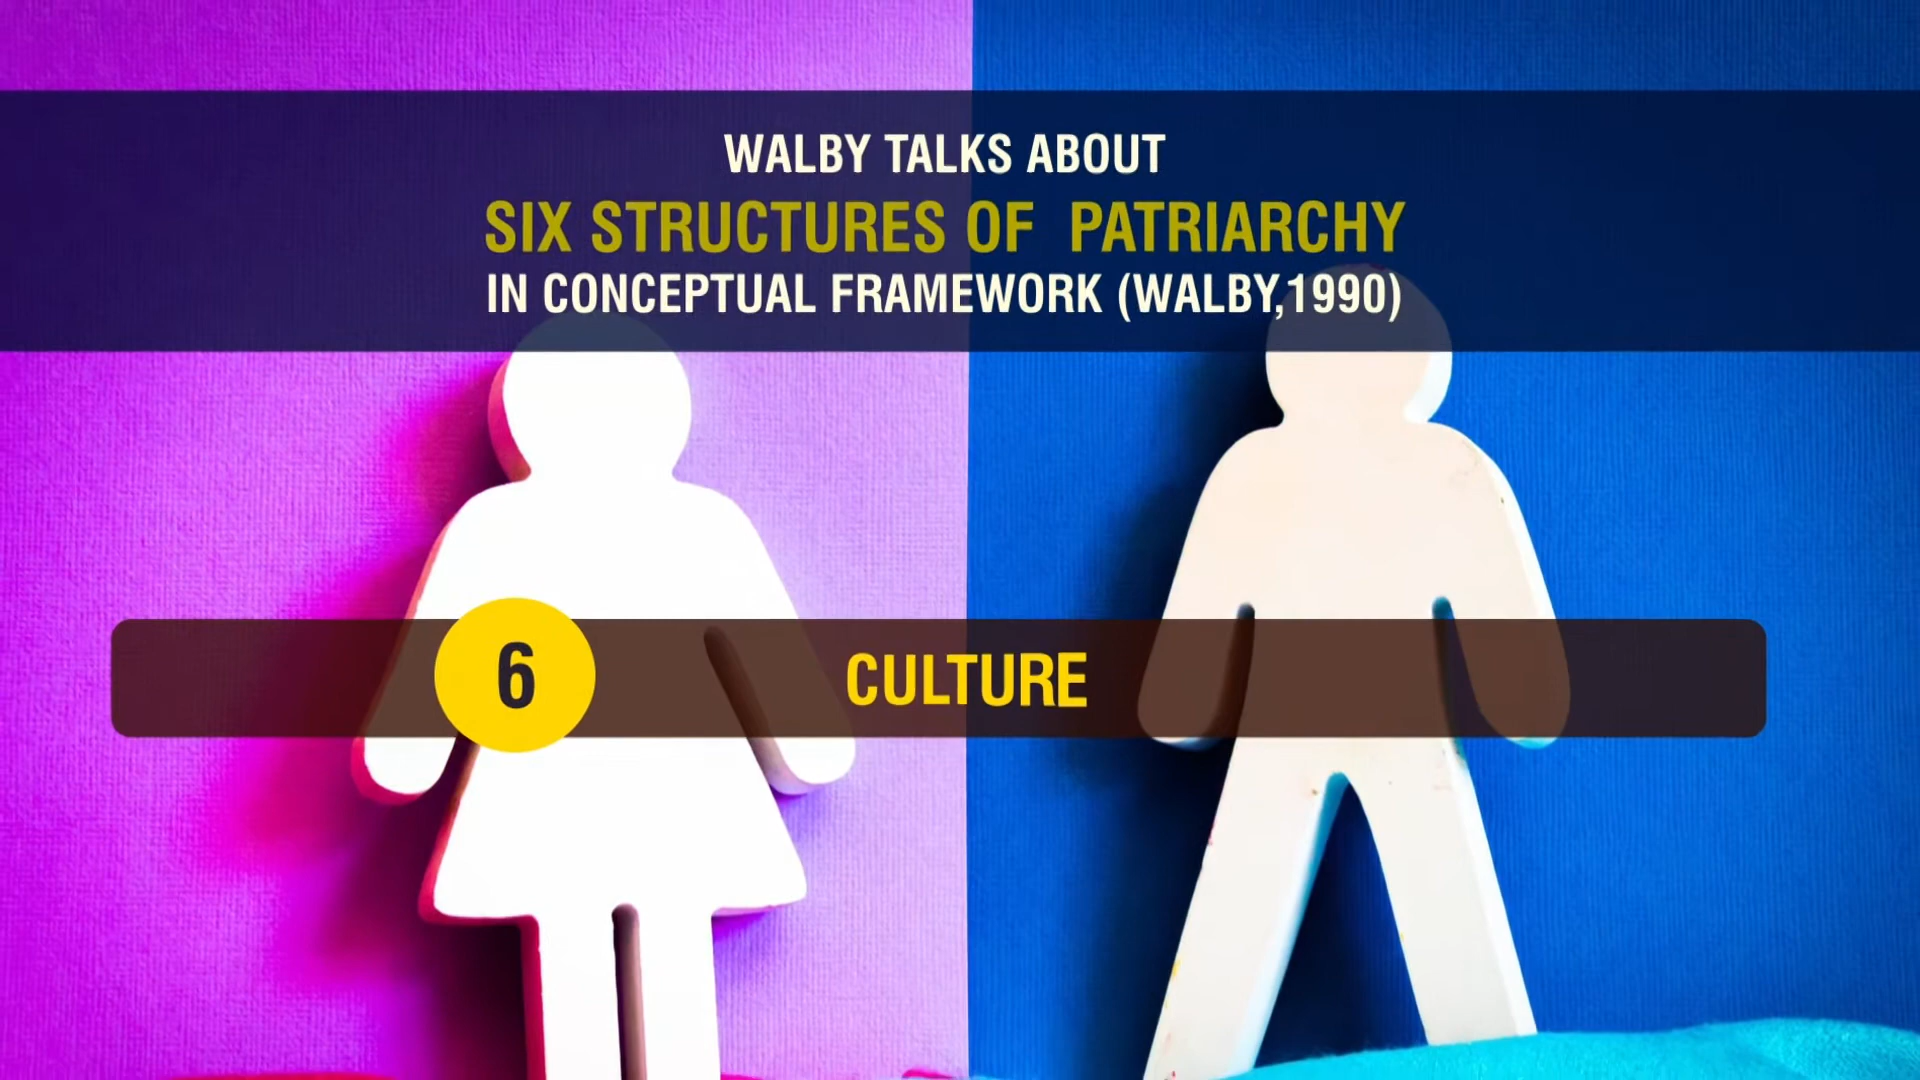 WALBY TALKS ABOUT
SIX STRUCTURES OF PATRIARCHY
IN CONCEPTUAL FRAMEWORK (WALBY,1990)
6 CULTURE